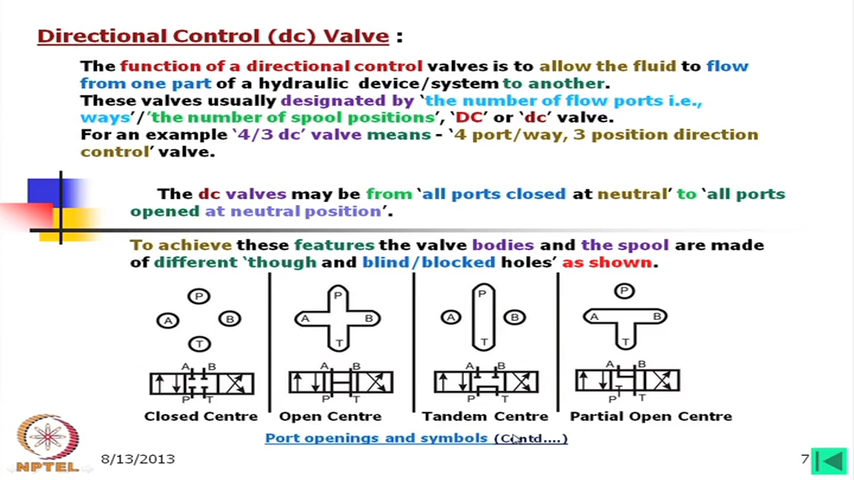 Directional Control (dc) Valve :
The function of a directional control valves is to allow the fluid to flow
from one part of a hydraulic device/system to another.
These valves usually designated by ‘the number of flow ports i.e.,
ways’/’the number of spool positions’, ‘DC’ or ‘dc’ valve.
For an example ‘4/3 dc’ valve means - ‘4 port/way, 3 position direction
control’ valve.
The dc valves may be from ‘all ports closed at neutral’ to ‘all ports
opened at neutral position’.
To achieve these features the valve bodies and the spool are made
of different ‘though and blind/blocked holes’ as shown.
P P P P
A B A B A B A B
T T T T
A B A B A B A B
P T P T P T P T
Closed Centre Open Centre Tandem Centre Partial Open Centre
Port openings and symbols (Contd....)
NPTEL 8/13/2013 7